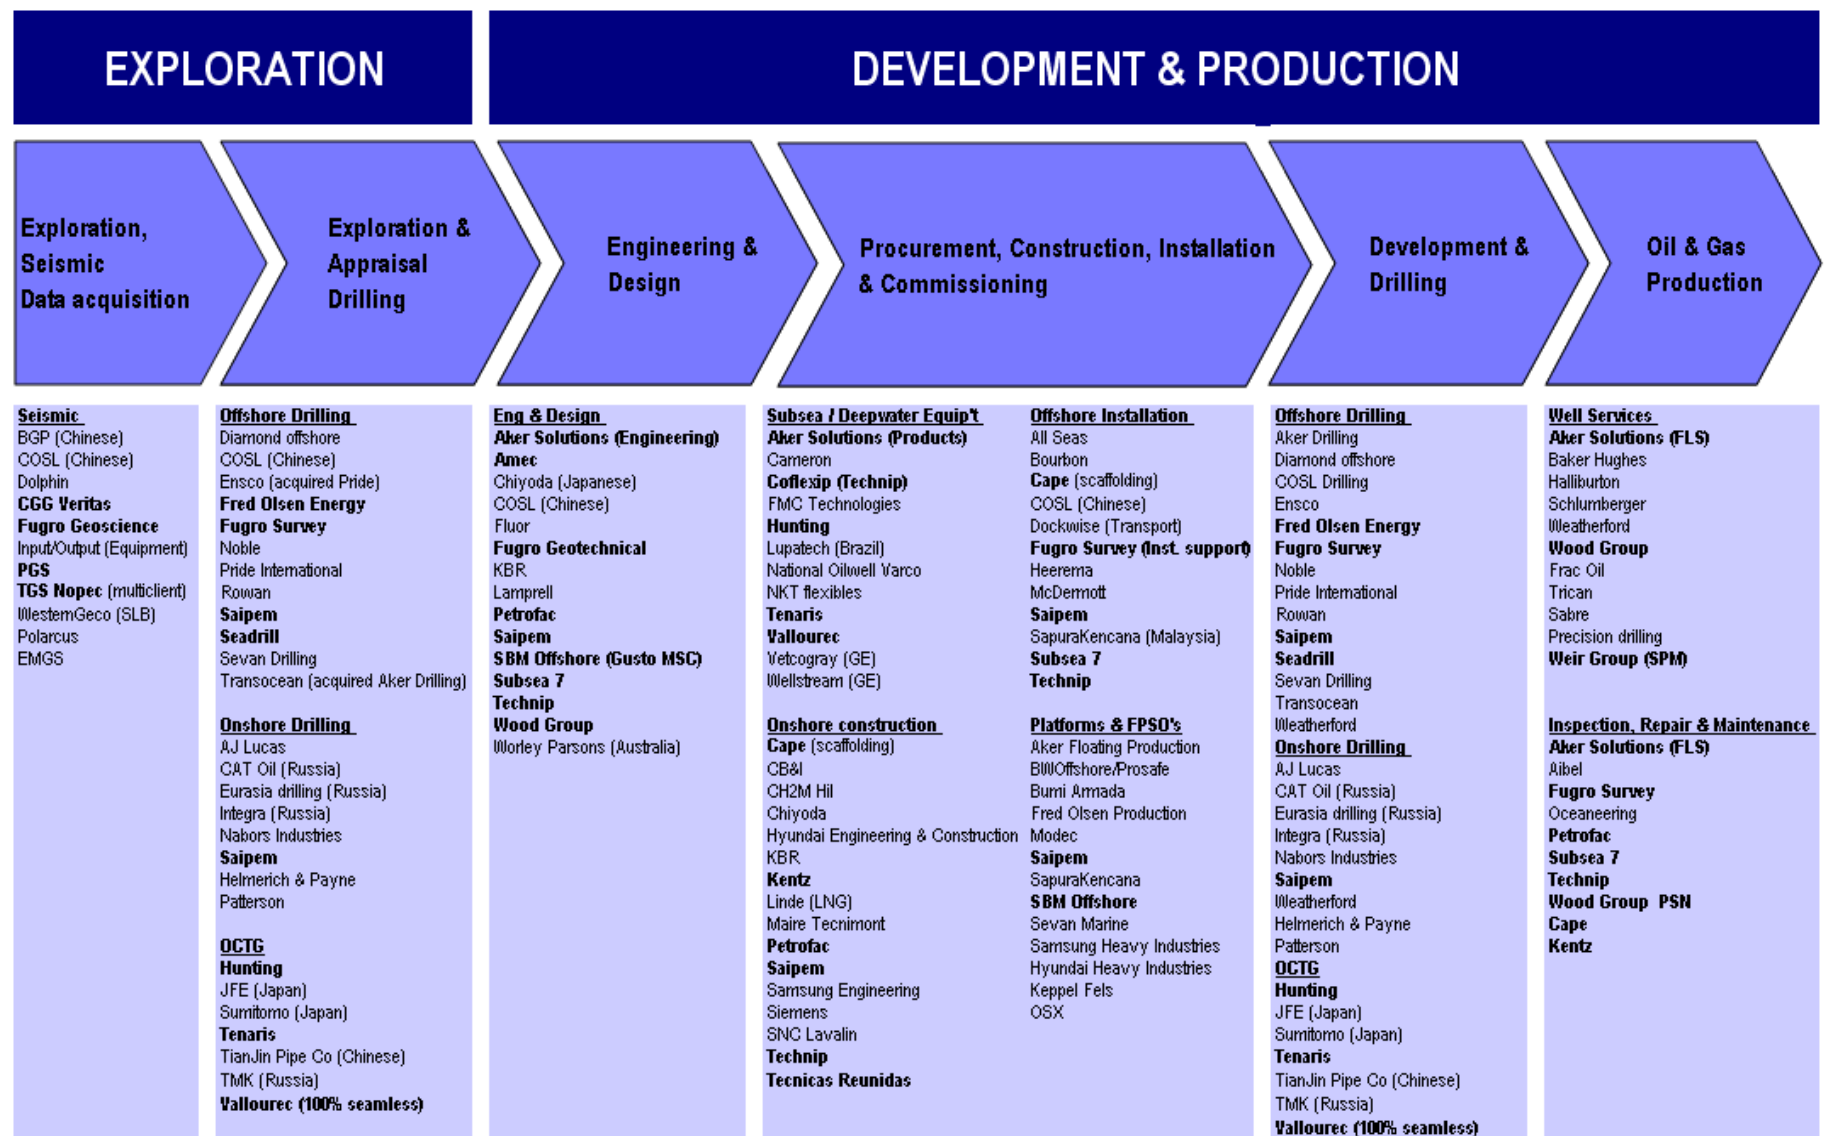 EXPLORATION
DEVELOPMENT & PRODUCTION
Exploration,
Seismic
Data acquisition
Exploration &
Appraisal
Drilling
Engineering &
Design
Procurement, Construction, Installation
& Commissioning
Development &
Drilling
Oil & Gas
Production
Seismic
BGP (Chinese)
COSL (Chinese)
Dolphin
CGG Veritas
Fugro Geoscience
Input/Output (Equipment)
PGS
TGS Nopec (multiclient)
WesternGeco (SLB)
Polarcus
EMGS
Offshore Drilling
Diamond offshore
COSL (Chinese)
Ensco (acquired Pride)
Fred Olsen Energy
Fugro Survey
Noble
Pride International
Rowan
Saipem
Seadrill
Sevan Drilling
Transocean (acquired Aker Drilling)
Onshore Drilling
AJ Lucas
CAT Oil (Russia)
Eurasia drilling (Russia)
Integra (Russia)
Nabors Industries
Saipem
Helmerich & Payne
Patterson
OCTG
Hunting
JFE (Japan)
Sumitomo (Japan)
Tenaris
TianJin Pipe Co (Chinese)
TMK (Russia)
Vallourec (100% seamless)
Eng & Design
Aker Solutions (Engineering)
Amec
Chiyoda (Japanese)
COSL (Chinese)
Fluor
Fugro Geotechnical
KBR
Lamprell
Petrofac
Saipem
SBM Offshore (Gusto MSC)
Subsea 7
Technip
Wood Group
Worley Parsons (Australia)
Subsea / Deepwater Equip't
Aker Solutions (Products)
Cameron
Coflexip (Technip)
FMC Technologies
Hunting
Lupatech (Brazil)
National Oilwell Varco
NKT flexibles
Tenaris
Vallourec
Vetcogray (GE)
Wellstream (GE)
Onshore construction
Cape (scaffolding)
CB&I
CH2M Hil
Chiyoda
Hyundai Engineering & Construction
KBR
Kentz
Linde (LNG)
Maire Tecnimont
Petrofac
Saipem
Samsung Engineering
Siemens
SNC Lavalin
Technip
Tecnicas Reunidas
Offshore Installation
All Seas
Bourbon
Cape (scaffolding)
COSL (Chinese)
Dockwise (Transport)
Fugro Survey (Inst. support)
Heerema
McDermott
Saipem
SapuraKencana (Malaysia)
Subsea 7
Technip
Platforms & FPSO's
Aker Floating Production
BWOffshore/Prosafe
Bumi Armada
Fred Olsen Production
Modec
Saipem
SapuraKencana
SBM Offshore
Sevan Marine
Samsung Heavy Industries
Hyundai Heavy Industries
Keppel Fels
OSX
Offshore Drilling
Aker Drilling
Diamond offshore
COSL Drilling
Ensco
Fred Olsen Energy
Fugro Survey
Noble
Pride International
Rowan
Saipem
Seadrill
Sevan Drilling
Transocean
Weatherford
Onshore Drilling
AJ Lucas
CAT Oil (Russia)
Eurasia drilling (Russia)
Integra (Russia)
Nabors Industries
Saipem
Weatherford
Helmerich & Payne
Patterson
OCTG
Hunting
JFE (Japan)
Sumitomo (Japan)
Tenaris
TianJin Pipe Co (Chinese)
TMK (Russia)
Vallourec (100% seamless)
Well Services
Aker Solutions (FLS)
Baker Hughes
Halliburton
Schlumberger
Weatherford
Wood Group
Frac Oil
Trican
Sabre
Precision drilling
Weir Group (SPM)
Inspection, Repair & Maintenance
Aker Solutions (FLS)
Aibel
Fugro Survey
Oceaneering
Petrofac
Subsea 7
Technip
Wood Group PSN
Cape
Kentz